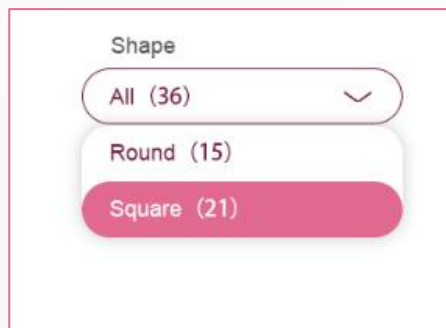 Shape
All（36）
Round（15）
Square（21）